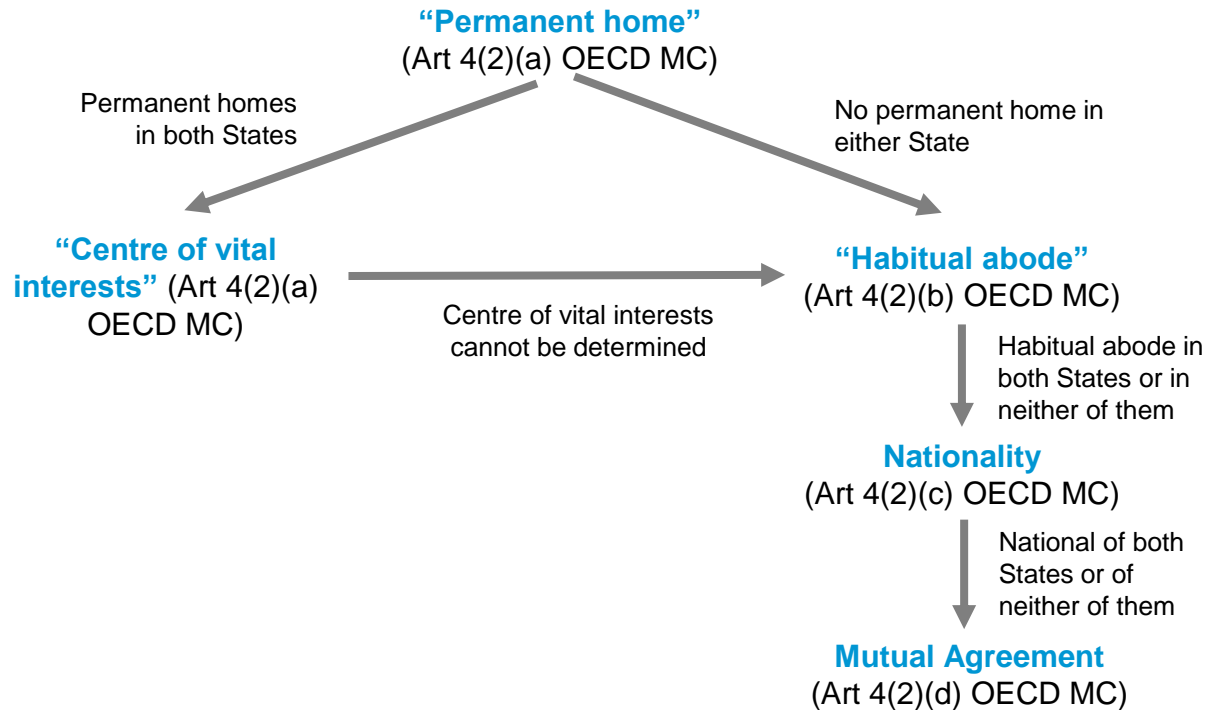 “Permanent home”
(Art 4(2)(a) OECD MC)
Permanent homes
in both States
No permanent home in
either State
“Centre of vital
interests” (Art 4(2)(a)
OECD MC)
Centre of vital interests
cannot be determined
“Habitual abode”
(Art 4(2)(b) OECD MC)
Habitual abode in
both States or in
neither of them
Nationality
(Art 4(2)(c) OECD MC)
National of both
States or of
neither of them
Mutual Agreement
(Art 4(2)(d) OECD MC)